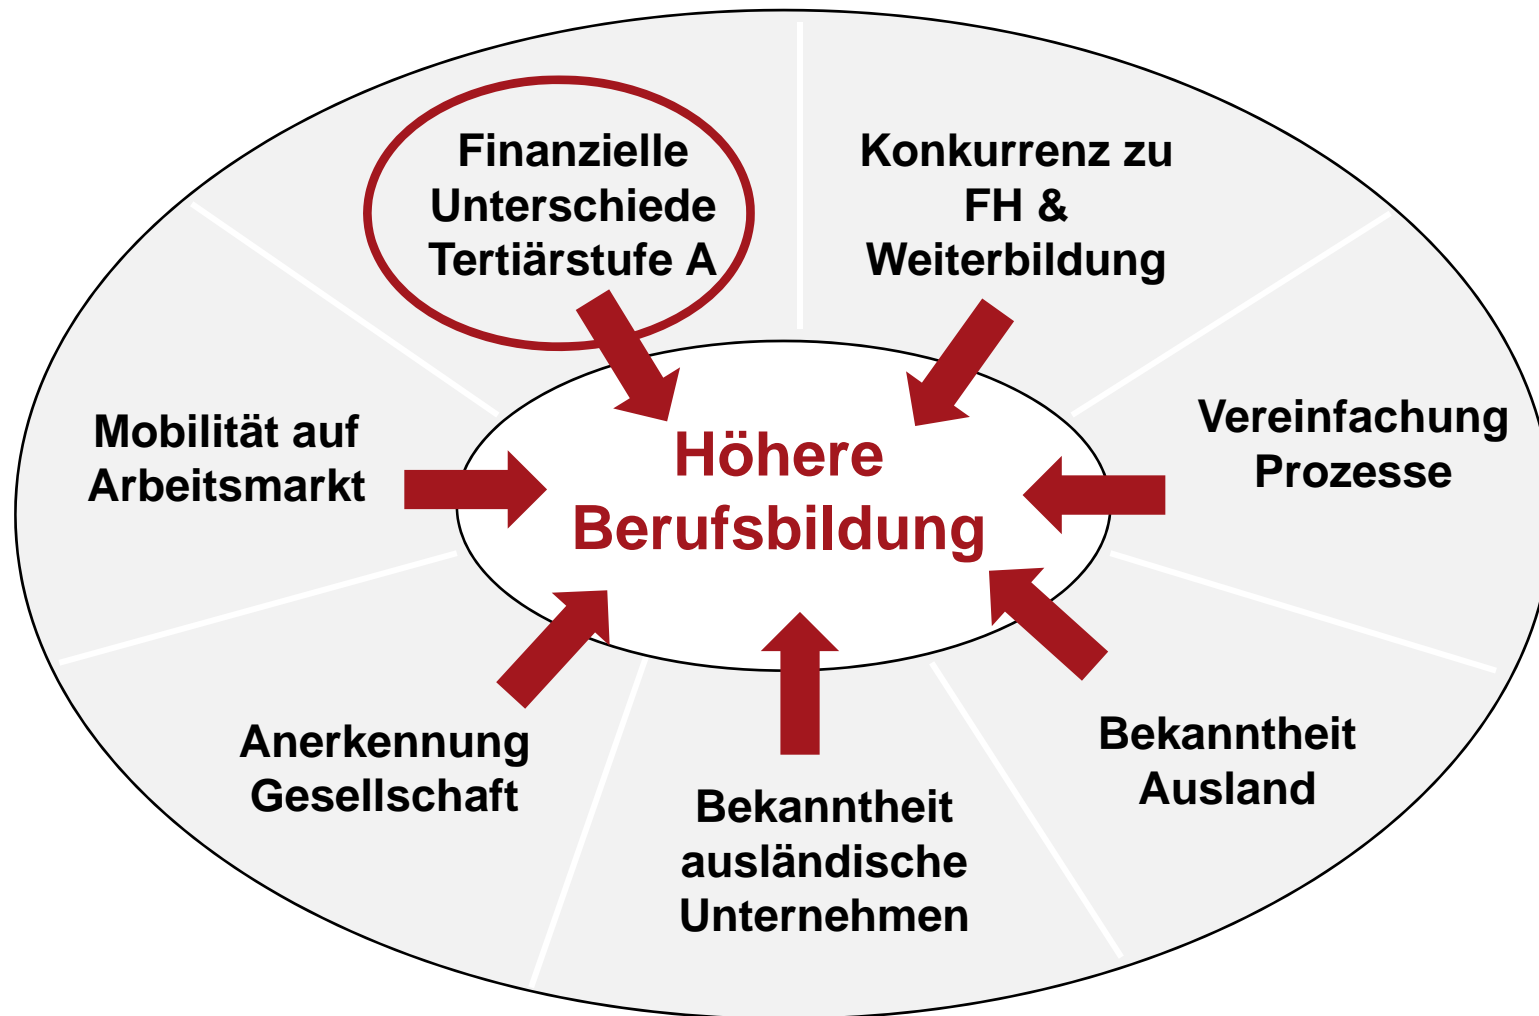 Finanzielle
Unterschiede
Tertiärstufe A
Konkurrenz zu
FH &
Weiterbildung
Mobilität auf
Arbeitsmarkt
Höhere
Berufsbildung
Vereinfachung
Prozesse
Anerkennung
Gesellschaft
Bekanntheit
ausländische
Unternehmen
Bekanntheit
Ausland